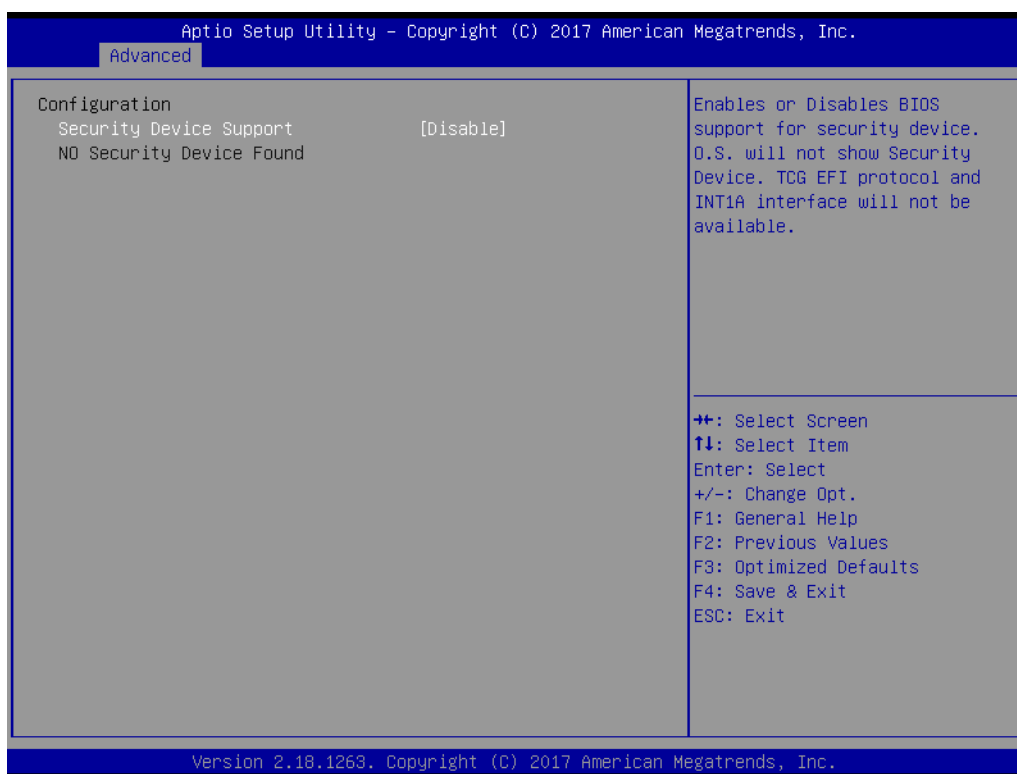 Aptio Setup Utility – Copyright (C) 2017 American Megatrends, Inc.
Advanced
Configuration
Security Device Support [Disable]
NO Security Device Found
Enables or Disables BIOS
support for security device.
O.S. will not show Security
Device. TCG EFI protocol and
INT1A interface will not be
available.
→←: Select Screen
↑↓: Select Item
Enter: Select
+/-: Change Opt.
F1: General Help
F2: Previous Values
F3: Optimized Defaults
F4: Save & Exit
ESC: Exit
Version 2.18.1263. Copyright (C) 2017 American Megatrends, Inc.